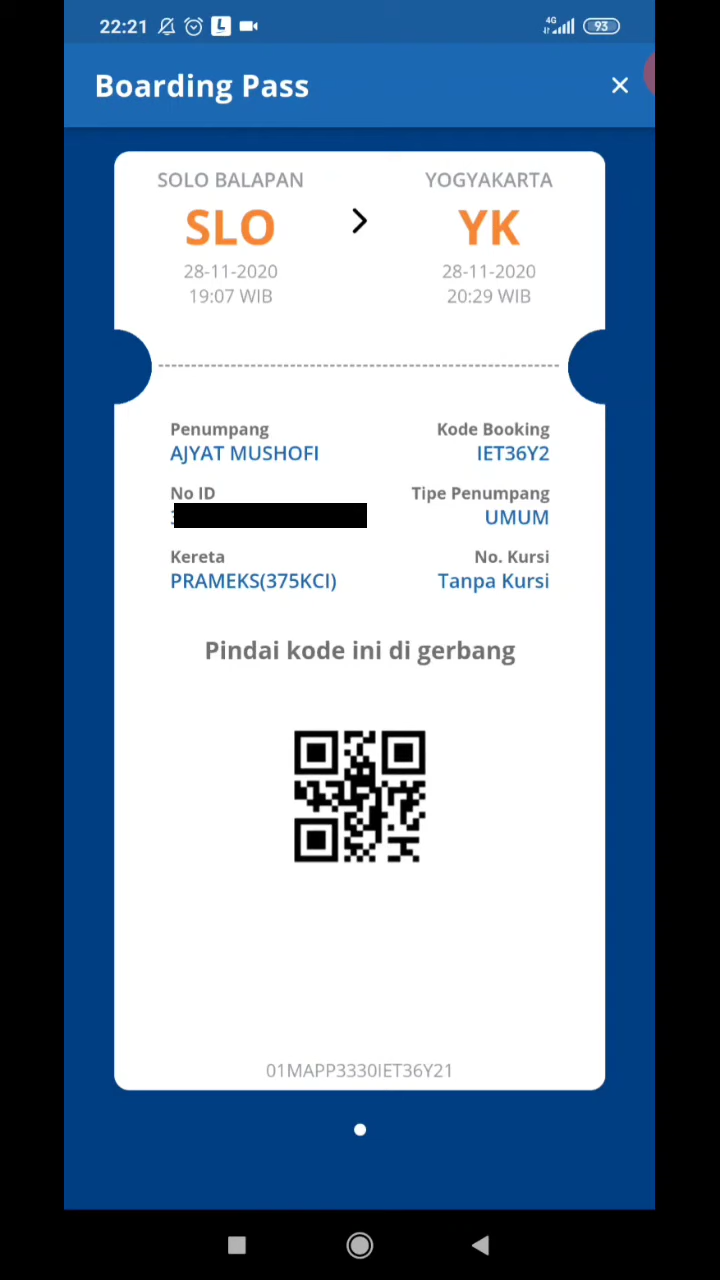 22:21 4G 93
Boarding Pass
SOLO BALAPAN YOGYAKARTA
SLO YK
28-11-2020 28-11-2020
19:07 WIB 20:29 WIB
Penumpang Kode Booking
AJYAT MUSHOFI IET36Y2
No ID Tipe Penumpang
UMUM
Kereta No. Kursi
PRAMEKS(375KCI) Tanpa Kursi
Pindai kode ini di gerbang
01MAPP3330IET36Y21